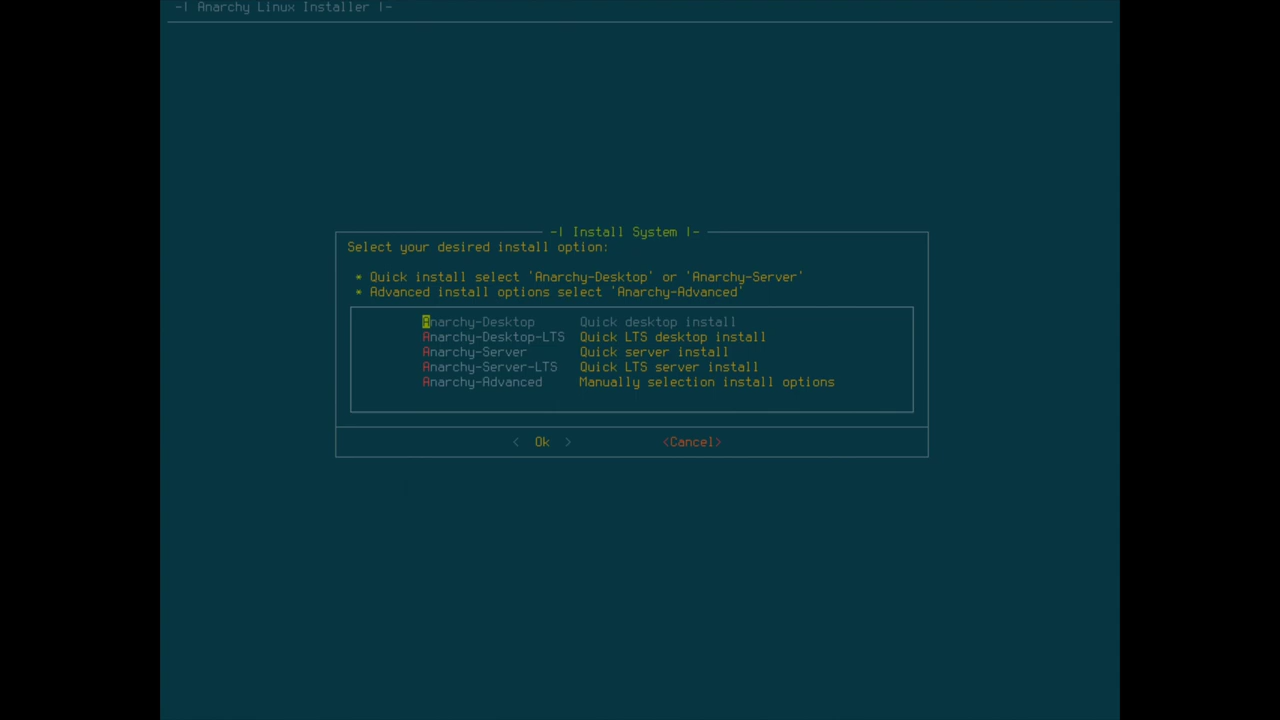 -| Anarchy Linux Installer |-
-| Install System |-
Select your desired install option:
* Quick install select 'Anarchy-Desktop' or 'Anarchy-Server'
* Advanced install options select 'Anarchy-Advanced'
Anarchy-Desktop Quick desktop install
Anarchy-Desktop-LTS Quick LTS desktop install
Anarchy-Server Quick server install
Anarchy-Server-LTS Quick LTS server install
Anarchy-Advanced Manually selection install options
< Ok > <Cancel>